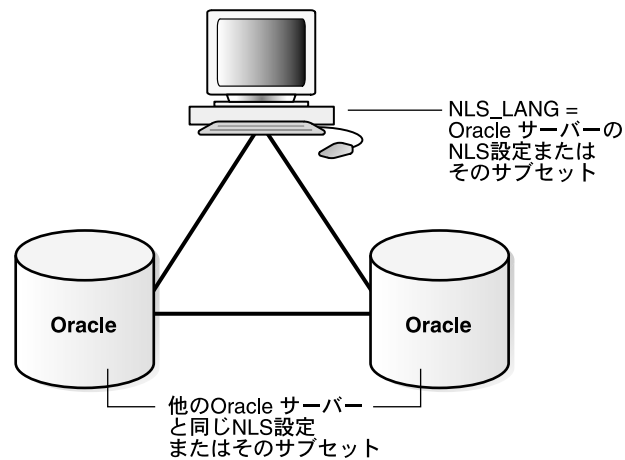 NLS_LANG =
Oracle サーバーの
NLS設定または
そのサブセット
Oracle
Oracle
他のOracle サーバー
と同じNLS設定
またはそのサブセット